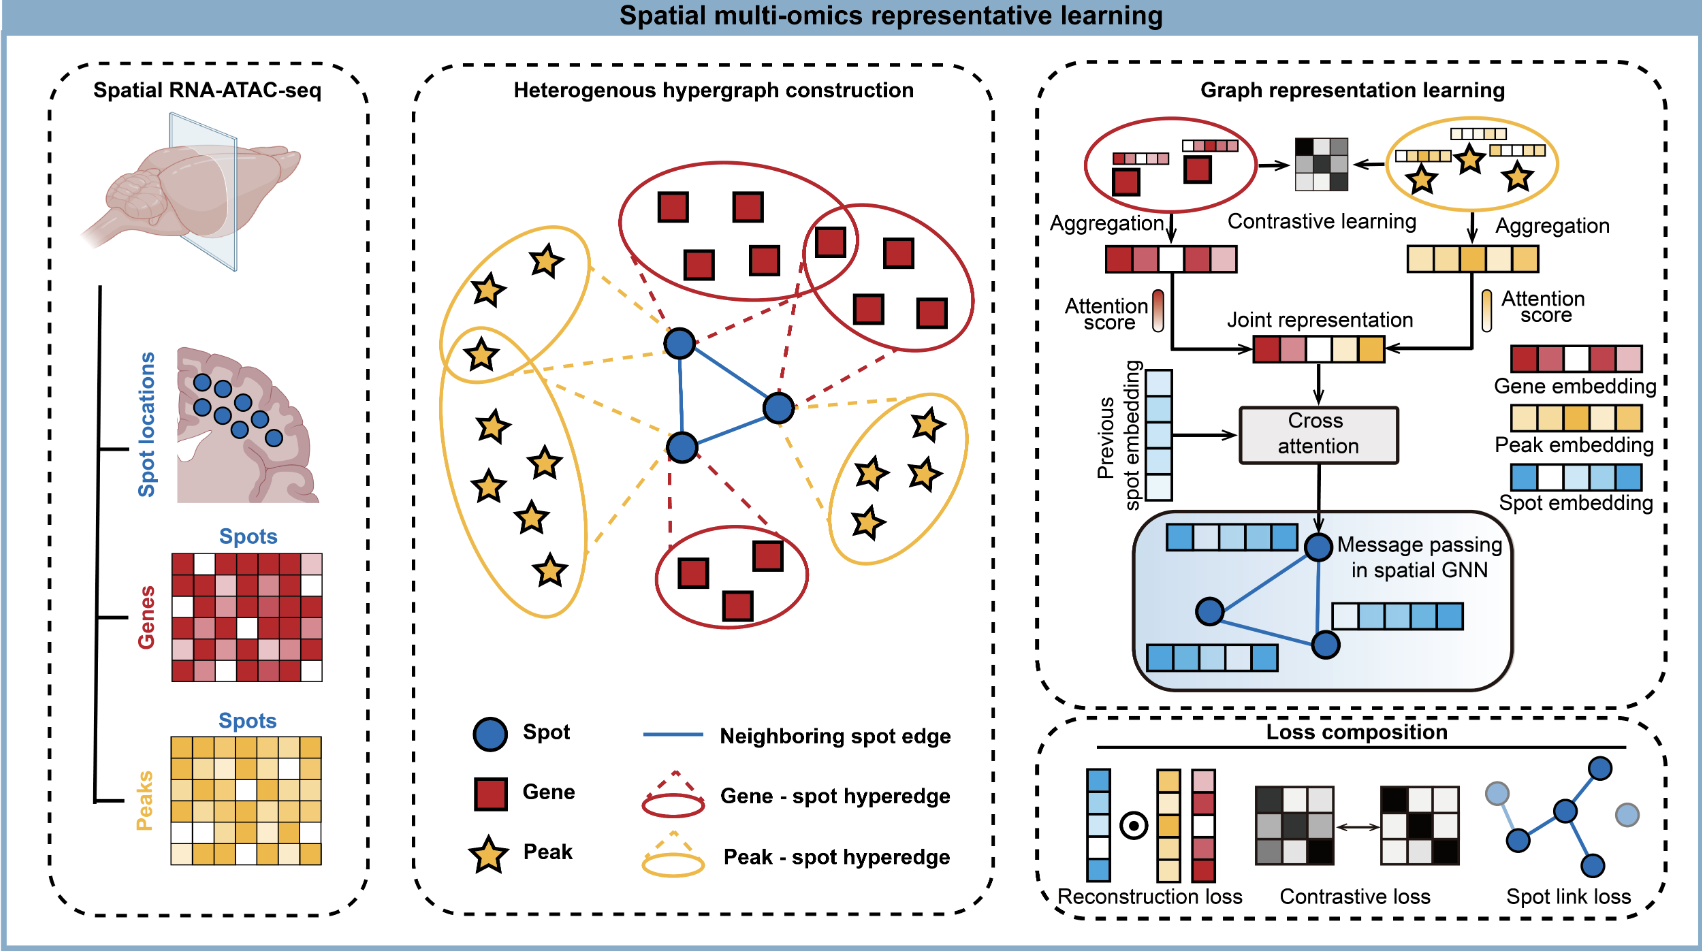 Spatial multi-omics representative learning
Spatial RNA-ATAC-seq
Spot locations
Spots
Genes
Spots
Peaks
Heterogenous hypergraph construction
Spot
Neighboring spot edge
Gene
Gene - spot hyperedge
Peak
Peak - spot hyperedge
Graph representation learning
Aggregation
Contrastive learning
Aggregation
Attention
score
Joint representation
Attention
score
Previous
spot embedding
Cross
attention
Gene embedding
Peak embedding
Spot embedding
Message passing
in spatial GNN
Loss composition
Reconstruction loss
Contrastive loss
Spot link loss